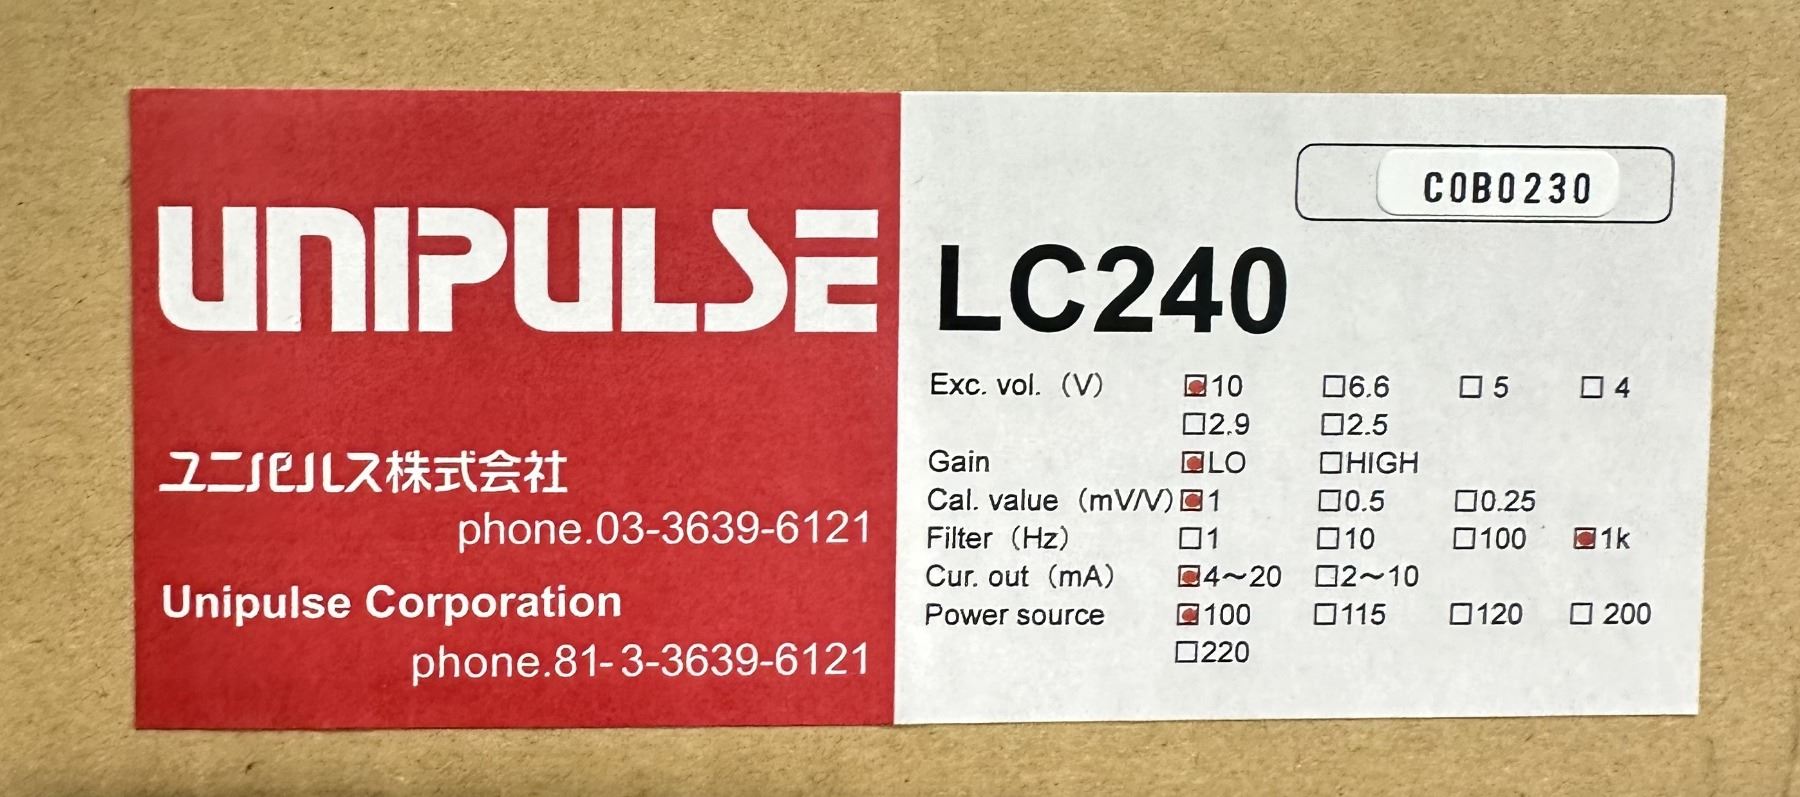 UNIPULSE
ユニパルス株式会社
phone.03-3639-6121
Unipulse Corporation
phone.81-3-3639-6121
C0B0230
LC240
Exc. vol.（V） ☑10 ☐6.6 ☐ 5 ☐ 4
☐2.9 ☐2.5
Gain ☑LO ☐HIGH
Cal. value（mV/V）☑1 ☐0.5 ☐0.25
Filter（Hz） ☐1 ☐10 ☐100 ☑1k
Cur. out（mA） ☑4～20 ☐2～10
Power source ☑100 ☐115 ☐120 ☐ 200
☐220